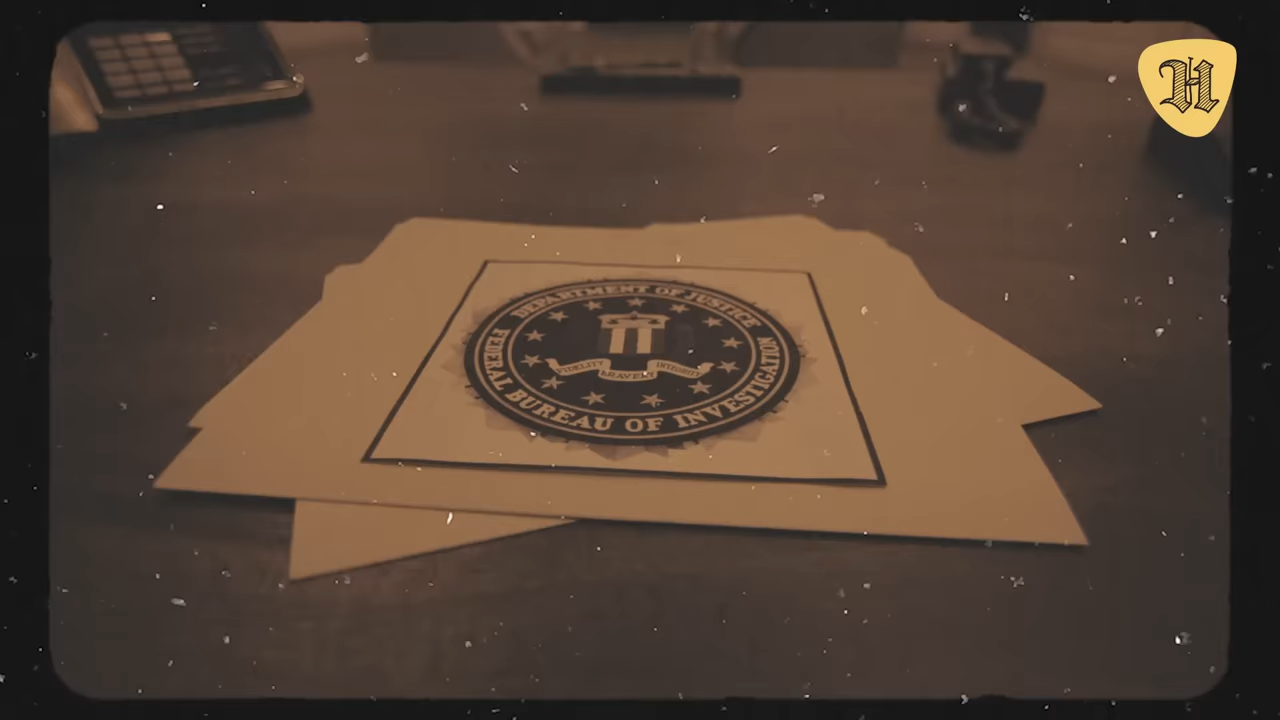 H
DEPARTMENT OF JUSTICE
FIDELITY BRAVERY INTEGRITY
FEDERAL BUREAU OF INVESTIGATION